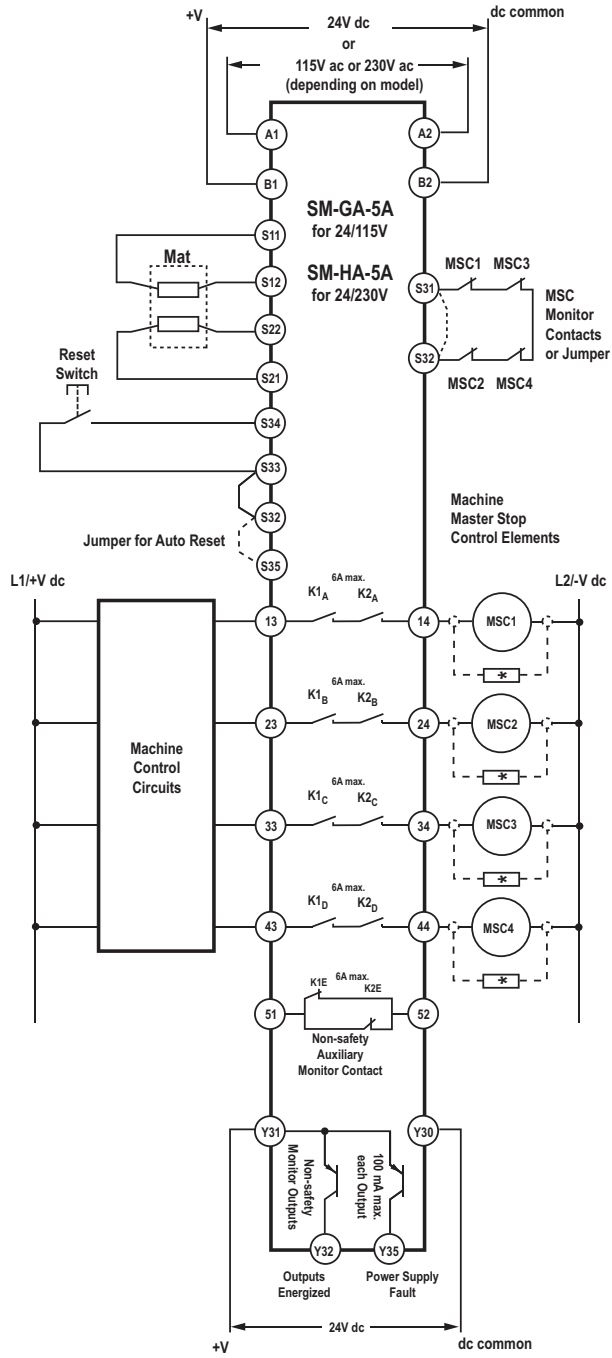 +V
24V dc
dc common
or
115V ac or 230V ac
(depending on model)
A1
A2
B1
B2
SM-GA-5A
for 24/115V
S11
Mat
S12
SM-HA-5A
for 24/230V
S31
MSC1 MSC3
MSC
Monitor
Contacts
or Jumper
S22
S32
MSC2 MSC4
Reset
Switch
S21
S34
S33
S32
Jumper for Auto Reset
S35
Machine
Master Stop
Control Elements
L1/+V dc
L2/-V dc
6A max.
K1A K2A
13
14
MSC1
*
6A max.
K1B K2B
23
24
MSC2
*
Machine
Control
Circuits
6A max.
K1C K2C
33
34
MSC3
*
6A max.
K1D K2D
43
44
MSC4
*
6A max.
K1E K2E
51
52
Non-safety
Auxiliary
Monitor Contact
Y31
Y30
Non-safety
Monitor Outputs
100 mA max.
each Output
Y32
Y35
Outputs
Energized
Power Supply
Fault
24V dc
+V
dc common